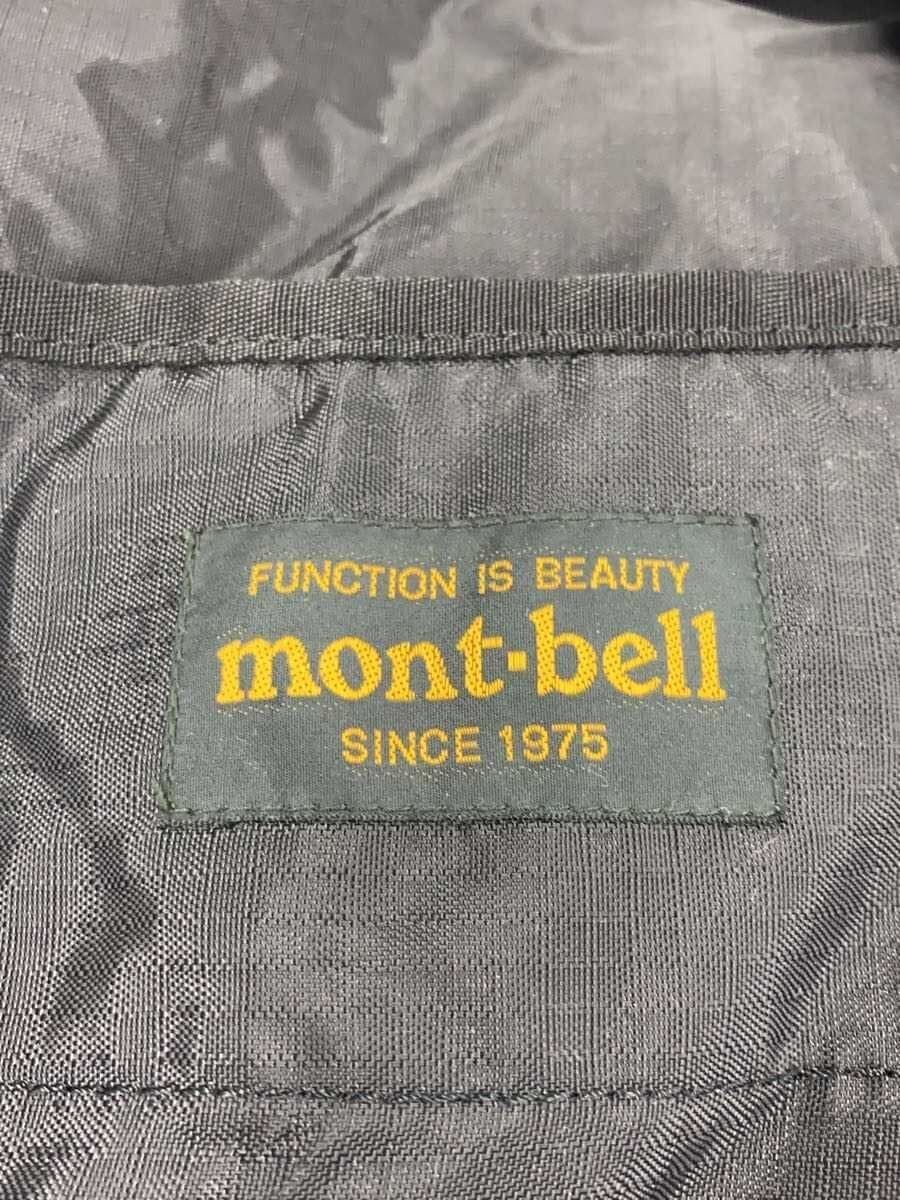 FUNCTION IS BEAUTY
mont-bell
SINCE 1975